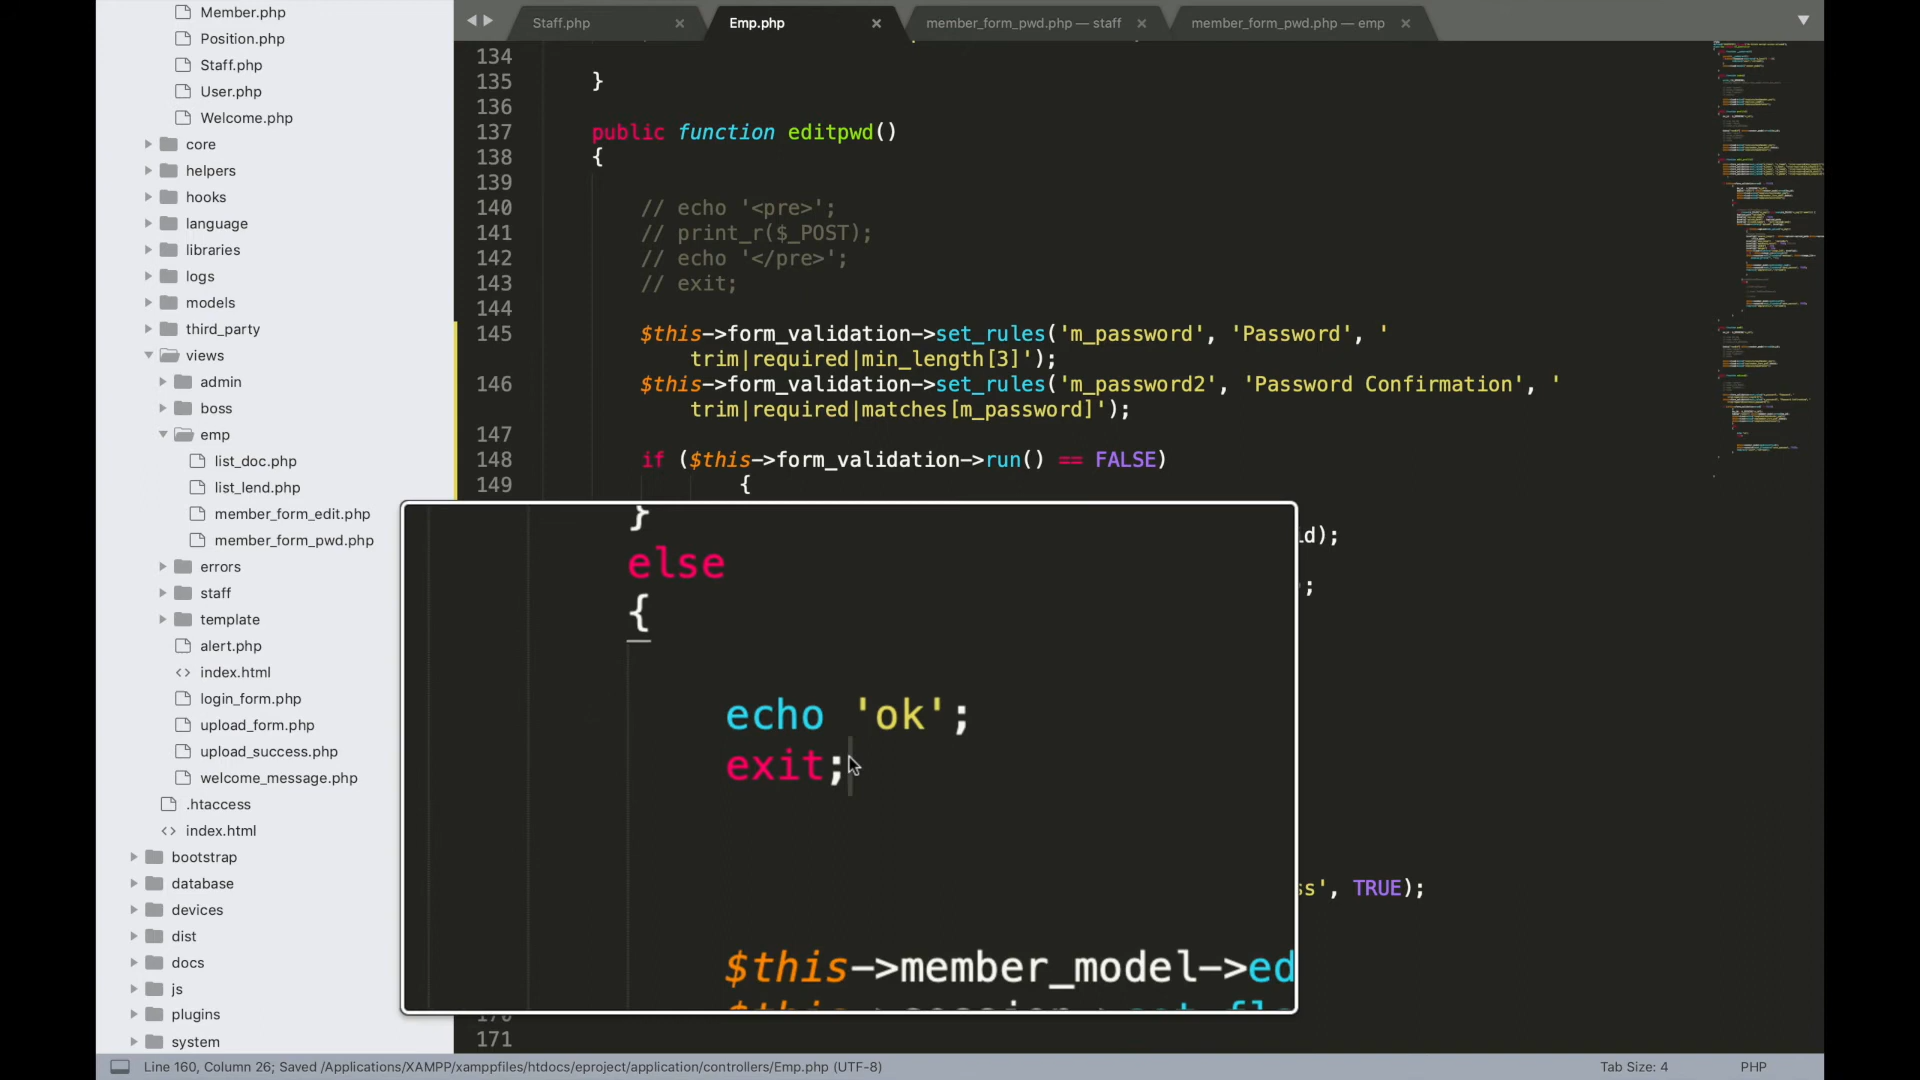 Member.php
Position.php
Staff.php
User.php
Welcome.php
core
helpers
hooks
language
libraries
logs
models
third_party
views
admin
boss
emp
list_doc.php
list_lend.php
member_form_edit.php
member_form_pwd.php
errors
staff
template
alert.php
index.html
login_form.php
upload_form.php
upload_success.php
welcome_message.php
.htaccess
index.html
bootstrap
database
devices
dist
docs
js
plugins
system
Staff.php
Emp.php
member_form_pwd.php — staff
member_form_pwd.php — emp
134
135 }
136
137 public function editpwd()
138 {
139
140 // echo '<pre>';
141 // print_r($_POST);
142 // echo '</pre>';
143 // exit;
144
145 $this->form_validation->set_rules('m_password', 'Password', '
trim|required|min_length[3]');
146 $this->form_validation->set_rules('m_password2', 'Password Confirmation', '
trim|required|matches[m_password]');
147
148 if ($this->form_validation->run() == FALSE)
149 {
d);
);
}
else
{
echo 'ok';
exit;
ss', TRUE);
$this->member_model->ed
171
Line 160, Column 26; Saved /Applications/XAMPP/xamppfiles/htdocs/eproject/application/controllers/Emp.php (UTF-8)
Tab Size: 4
PHP